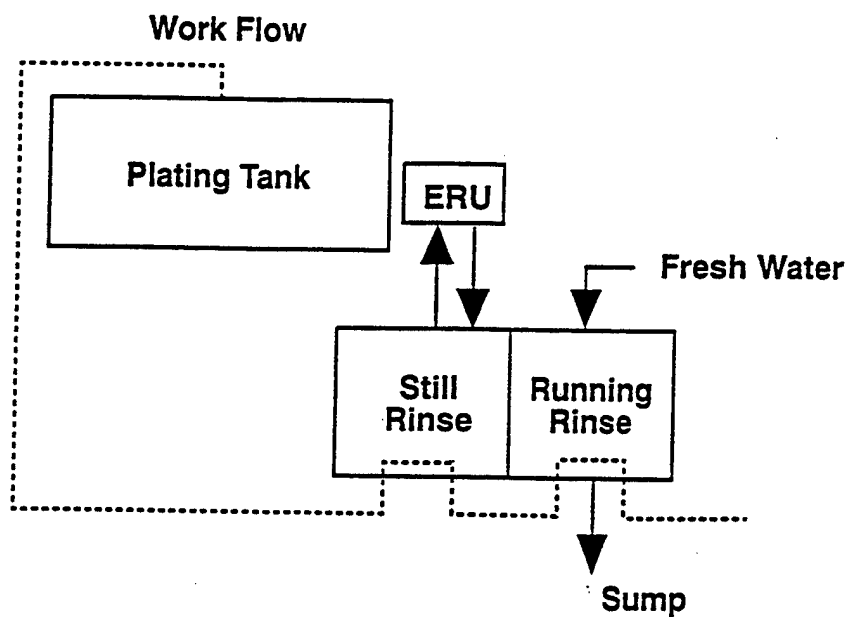 Work Flow
Plating Tank
ERU
Fresh Water
Still
Rinse
Running
Rinse
Sump